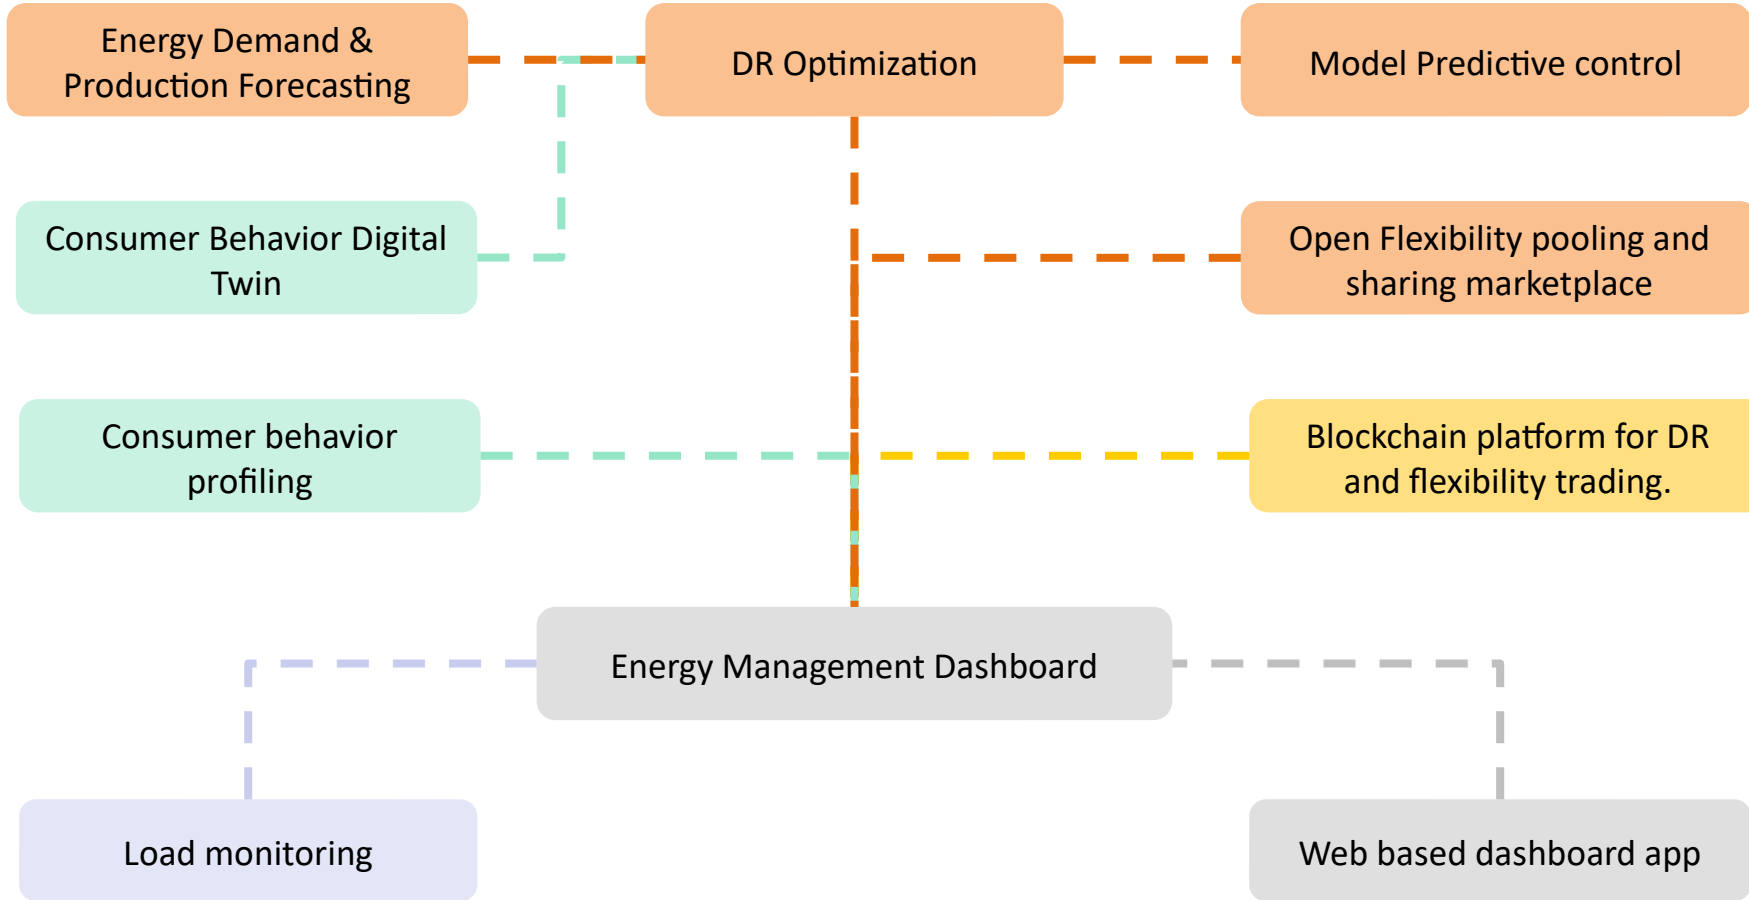 Energy Demand &
Production Forecasting
DR Optimization
Model Predictive control
Consumer Behavior Digital
Twin
Open Flexibility pooling and
sharing marketplace
Consumer behavior
profiling
Blockchain platform for DR
and flexibility trading.
Energy Management Dashboard
Load monitoring
Web based dashboard app